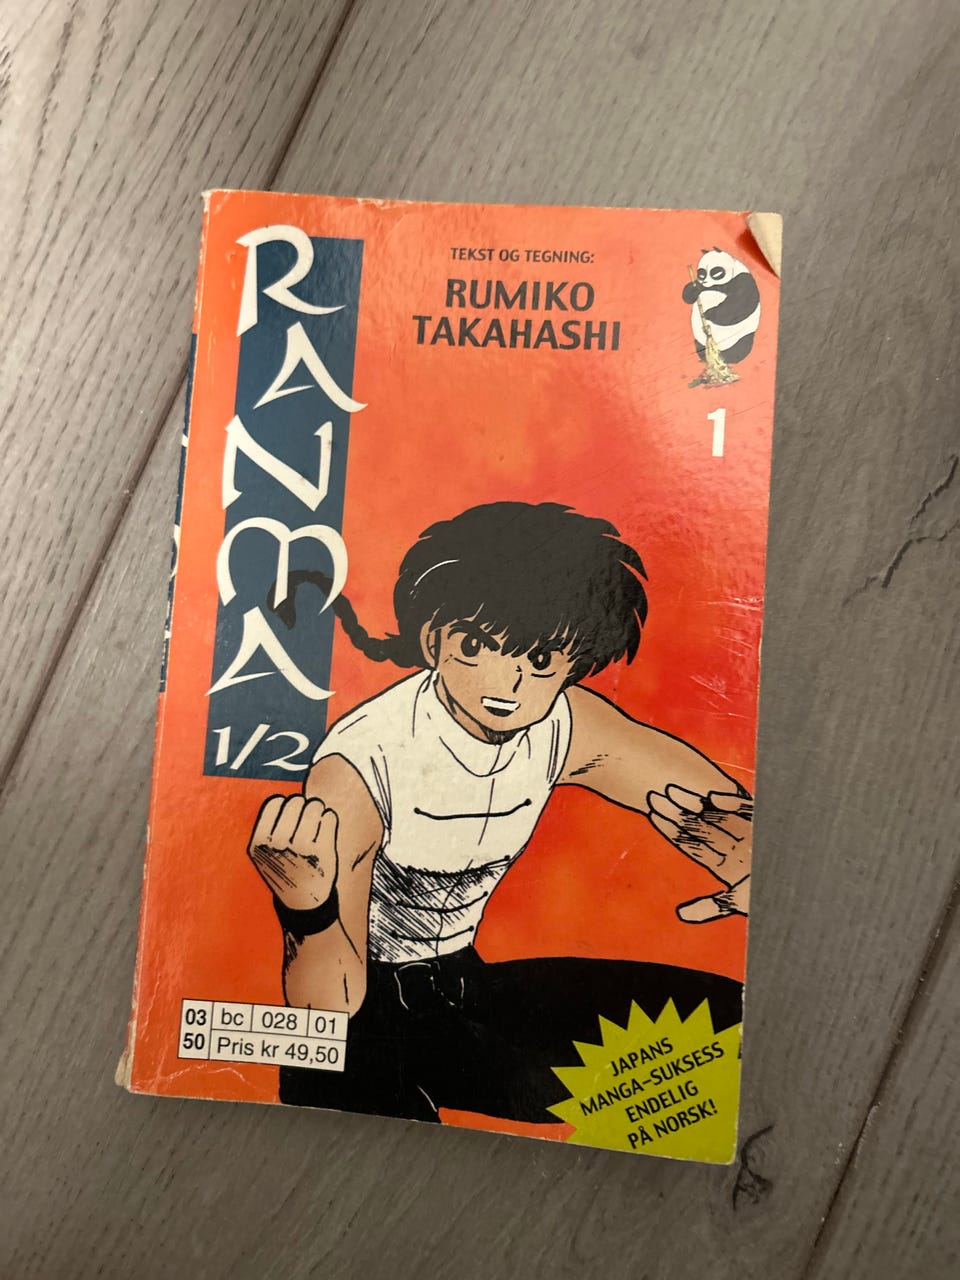 RANMA
1/2
TEKST OG TEGNING:
RUMIKO
TAKAHASHI
1
03
50
bc 028 01
Pris kr 49,50
JAPANS
MANGA-SUKSESS
ENDELIG
PÅ NORSK!